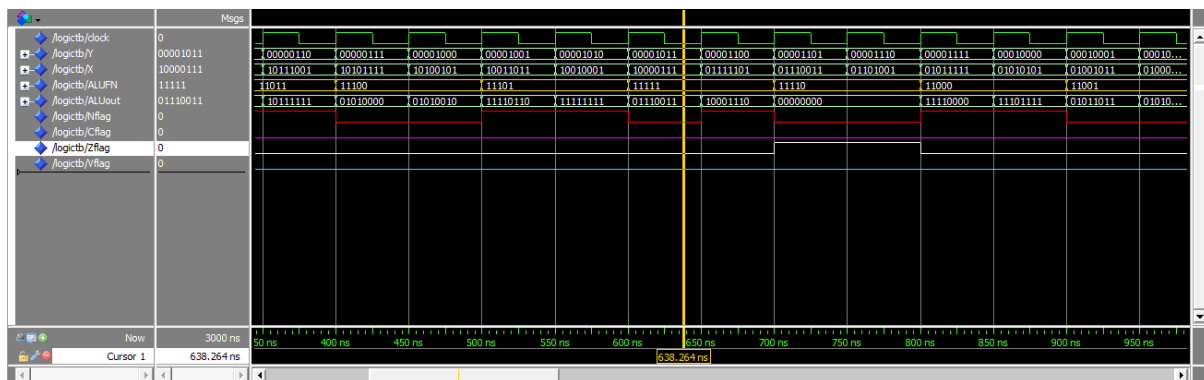 Msgs
/logictb/clock 0
/logictb/Y 00001011 00000110 00000111 00001000 00001001 00001010 00001011 00001100 00001101 00001110 00001111 00010000 00010001 00010...
/logictb/X 10000111 10111001 10101111 10100101 10011011 10010001 10000111 01111101 01110011 01101001 01011111 01010101 01001011 01000...
/logictb/ALUFN 11111 11011 11100 11101 11111 11110 11000 11001
/logictb/ALUout 01110011 10111111 01010000 01010010 11110110 11111111 01110011 10001110 00000000 11110000 11101111 01011011 01010...
/logictb/Nflag 0
/logictb/Cflag 0
/logictb/Zflag 0
/logictb/Vflag 0
Now 3000 ns 50 ns 400 ns 450 ns 500 ns 550 ns 600 ns 650 ns 700 ns 750 ns 800 ns 850 ns 900 ns 950 ns
Cursor 1 638.264 ns 638.264 ns